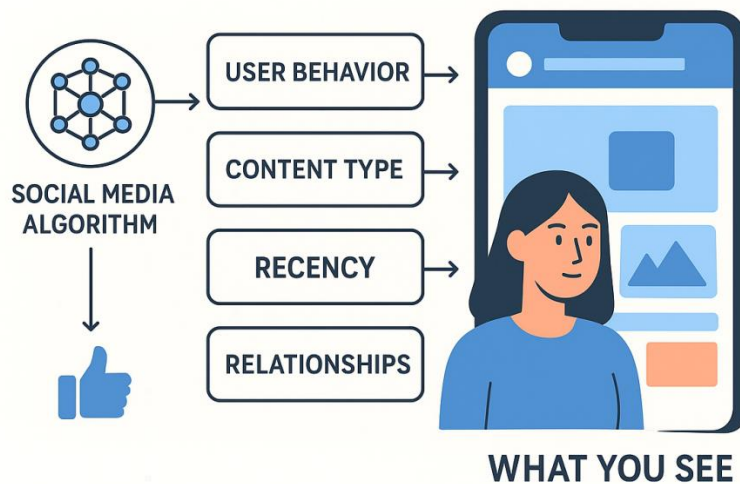 SOCIAL MEDIA
ALGORITHM
USER BEHAVIOR
CONTENT TYPE
RECENCY
RELATIONSHIPS
WHAT YOU SEE